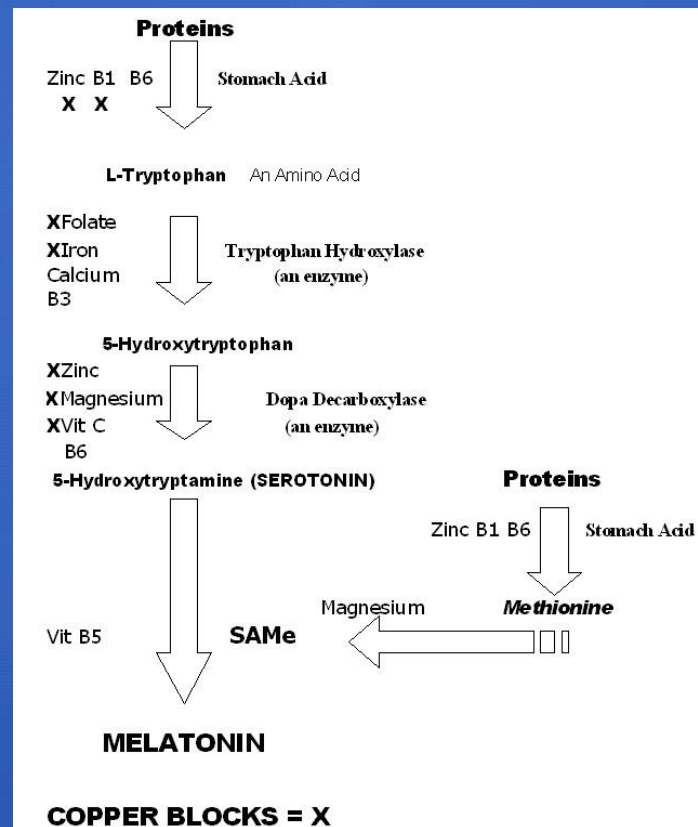 Proteins
Zinc B1 B6 Stomach Acid
X X
L-Tryptophan An Amino Acid
XFolate
XIron
Calcium
B3
Tryptophan Hydroxylase
(an enzyme)
5-Hydroxytryptophan
XZinc
XMagnesium
XVit C
B6
Dopa Decarboxylase
(an enzyme)
5-Hydroxytryptamine (SEROTONIN)
Proteins
Zinc B1 B6 Stomach Acid
Magnesium Methionine
Vit B5 SAMe
MELATONIN
COPPER BLOCKS = X